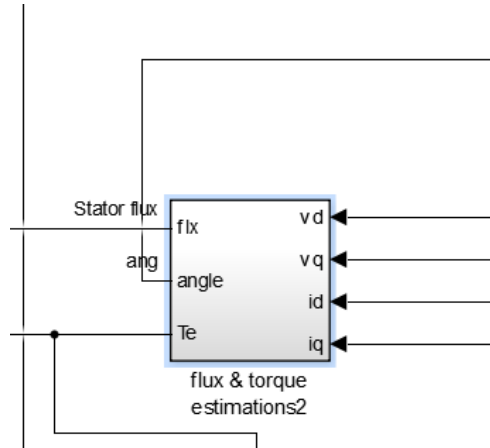 Stator flux
flx
vd
ang
vq
angle
id
Te
iq
flux & torque
estimations2